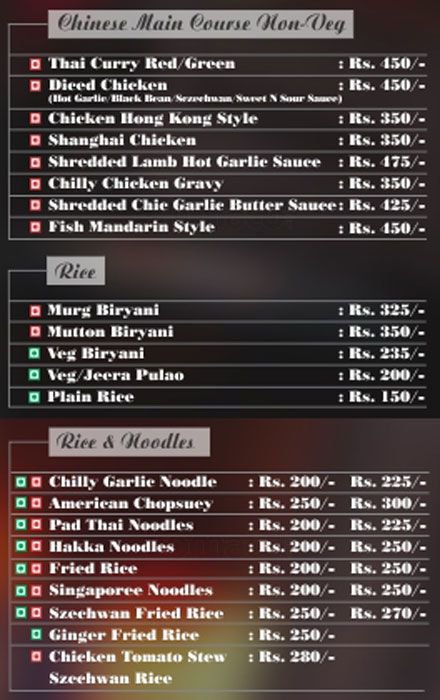 Chinese Main Course Non-Veg
Thai Curry Red/Green : Rs. 450/-
Diced Chicken : Rs. 450/-
(Hot Garlic/Black Bean/Sezechwan/Sweet N Sour Sauce)
Chicken Hong Kong Style : Rs. 350/-
Shanghai Chicken : Rs. 350/-
Shredded Lamb Hot Garlic Sauce : Rs. 475/-
Chilly Chicken Gravy : Rs. 350/-
Shredded Chic Garlic Butter Sauce: Rs. 425/-
Fish Mandarin Style : Rs. 450/-
Rice
Murg Biryani : Rs. 325/-
Mutton Biryani : Rs. 350/-
Veg Biryani : Rs. 235/-
Veg/Jeera Pulao : Rs. 200/-
Plain Rice : Rs. 150/-
Rice & Noodles
Chilly Garlic Noodle : Rs. 200/- Rs. 225/-
American Chopsuey : Rs. 250/- Rs. 300/-
Pad Thai Noodles : Rs. 200/- Rs. 225/-
Hakka Noodles : Rs. 200/- Rs. 250/-
Fried Rice : Rs. 200/- Rs. 250/-
Singaporee Noodles : Rs. 200/- Rs. 250/-
Szechwan Fried Rice : Rs. 250/- Rs. 270/-
Ginger Fried Rice : Rs. 250/-
Chicken Tomato Stew : Rs. 280/-
Szechwan Rice